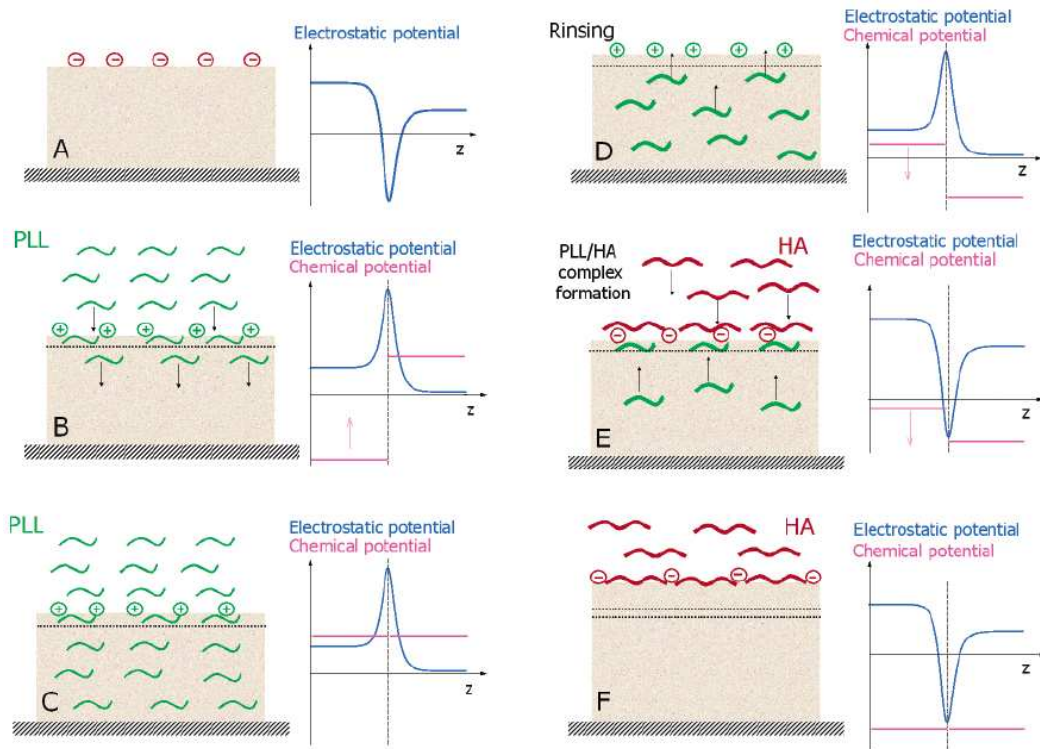 Electrostatic potential
⊖ ⊖ ⊖ ⊖ ⊖
A
z
PLL
Electrostatic potential
Chemical potential
⊕ ⊕ ⊕ ⊕ ⊕
B
z
PLL
Electrostatic potential
Chemical potential
⊕ ⊕ ⊕ ⊕ ⊕
C
z
Rinsing
Electrostatic potential
Chemical potential
⊕ ⊕ ⊕ ⊕ ⊕
D
z
PLL/HA
complex
formation
HA
Electrostatic potential
Chemical potential
⊖ ⊖ ⊖ ⊖
E
z
HA
Electrostatic potential
Chemical potential
⊖ ⊖ ⊖ ⊖
F
z